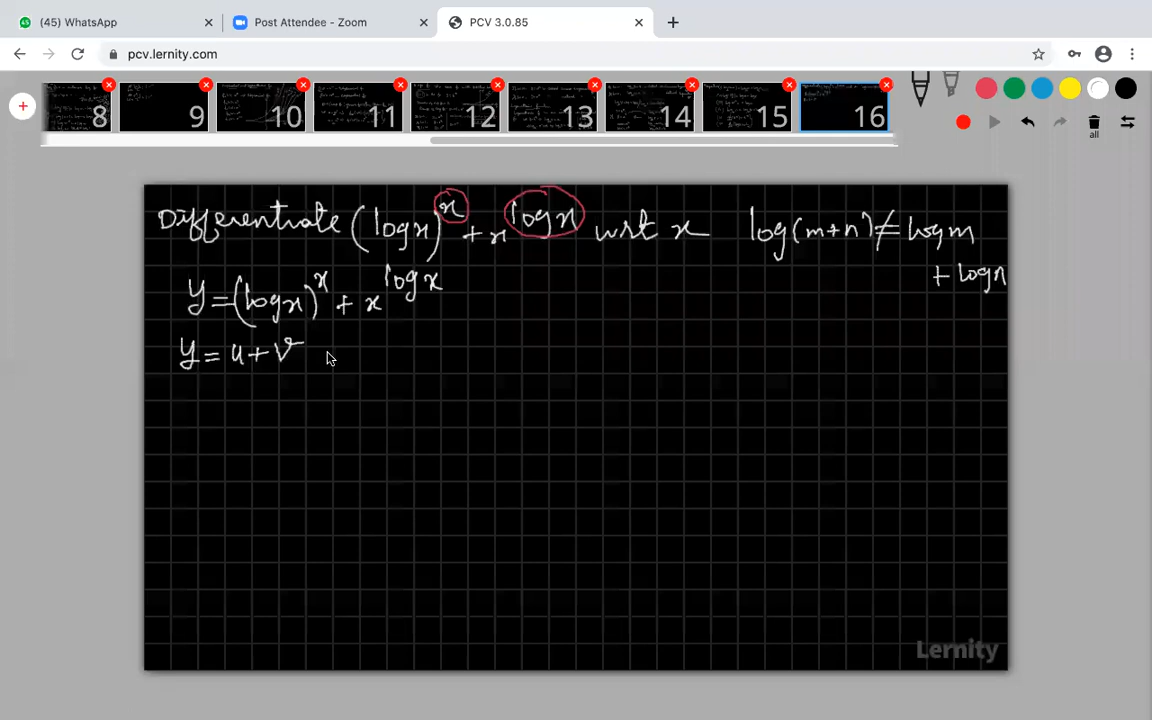 (45) WhatsApp
Post Attendee - Zoom
PCV 3.0.85
pcv.lernity.com
8 9 10 11 12 13 14 15 16
all
Differentiate (log x)^x + x^log x wrt x log(m+n) ≠ log m
+ log n
y = (log x)^x + x^log x
y = u + v
Lernity